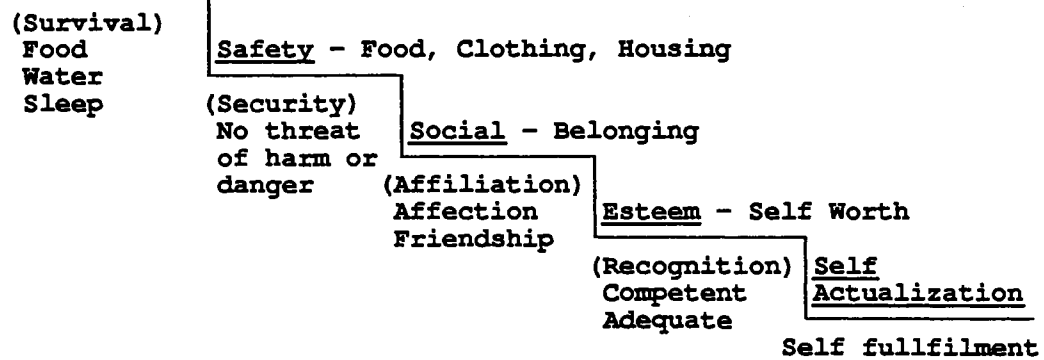 (Survival)
Food
Water
Sleep
Safety - Food, Clothing, Housing
(Security)
No threat
of harm or
danger
Social - Belonging
(Affiliation)
Affection
Friendship
Esteem - Self Worth
(Recognition)
Competent
Adequate
Self
Actualization
Self fullfilment